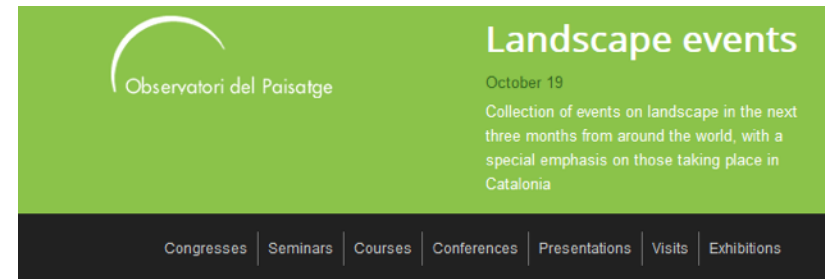 Observatori del Paisatge
Landscape events
October 19
Collection of events on landscape in the next
three months from around the world, with a
special emphasis on those taking place in
Catalonia
Congresses Seminars Courses Conferences Presentations Visits Exhibitions